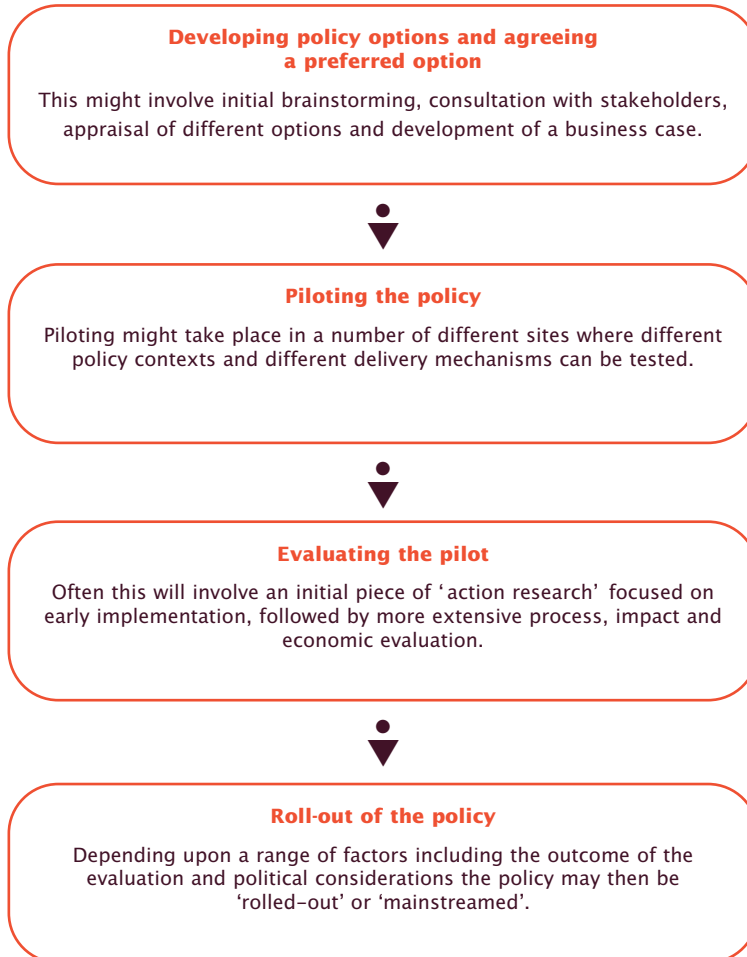 Developing policy options and agreeing
a preferred option
This might involve initial brainstorming, consultation with stakeholders,
appraisal of different options and development of a business case.
Piloting the policy
Piloting might take place in a number of different sites where different
policy contexts and different delivery mechanisms can be tested.
Evaluating the pilot
Often this will involve an initial piece of ‘action research’ focused on
early implementation, followed by more extensive process, impact and
economic evaluation.
Roll-out of the policy
Depending upon a range of factors including the outcome of the
evaluation and political considerations the policy may then be
‘rolled–out’ or ‘mainstreamed’.